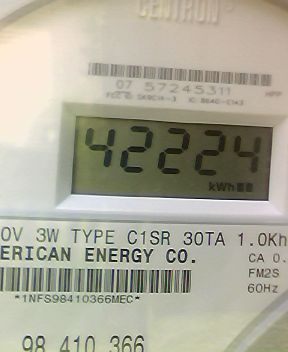 CENTRON
07 57245311
HPP
42224
kWh
0V 3W TYPE C1SR 30TA 1.0Kh
ERICAN ENERGY CO.
CA 0.
FM2S
60Hz
*1NFS98410366MEC*
98 410 366